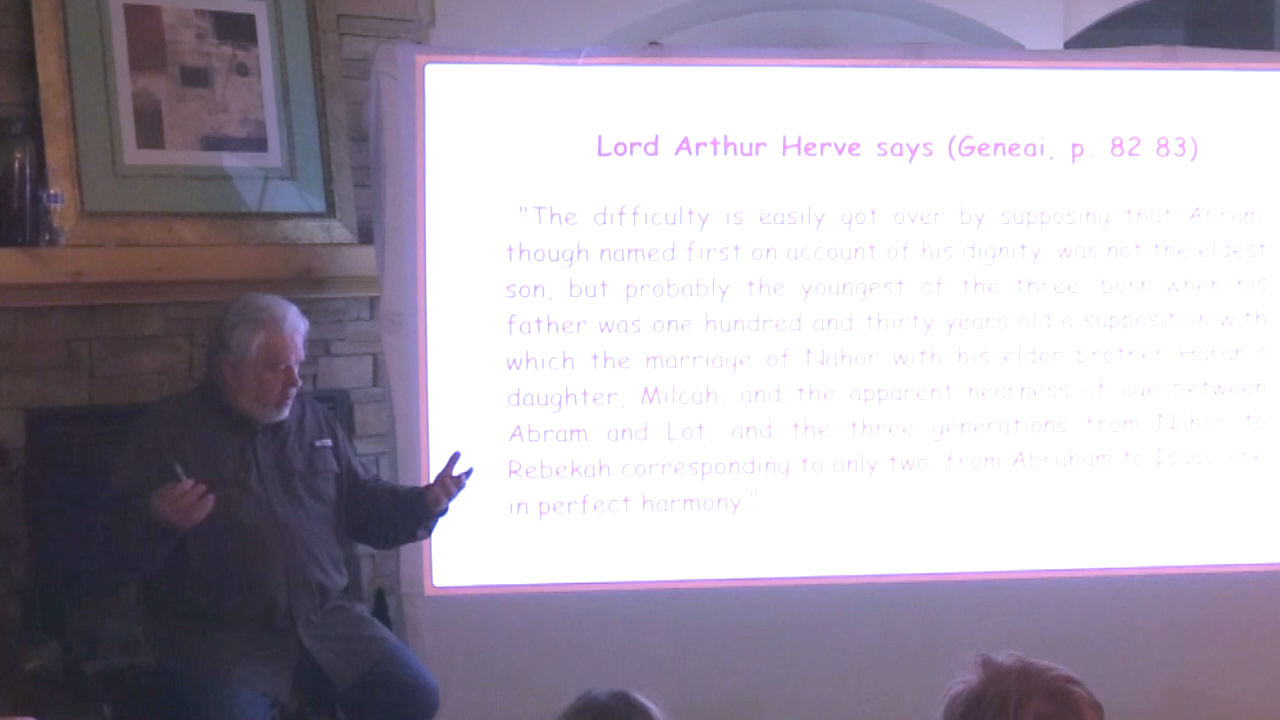 Lord Arthur Herve says (Geneai, p. 82 83)
"The difficulty is easily got over by supposing that Abram
though named first on account of his dignity was not the eldest
son, but probably the youngest of the three born when his
father was one hundred and thirty years old a supposition with
which the marriage of Nahor with his elder brother Haran's
daughter, Milcah, and the apparent nearness of age between
Abram and Lot, and the three generations from Nahor to
Rebekah corresponding to only two from Abraham to Isaac are
in perfect harmony"